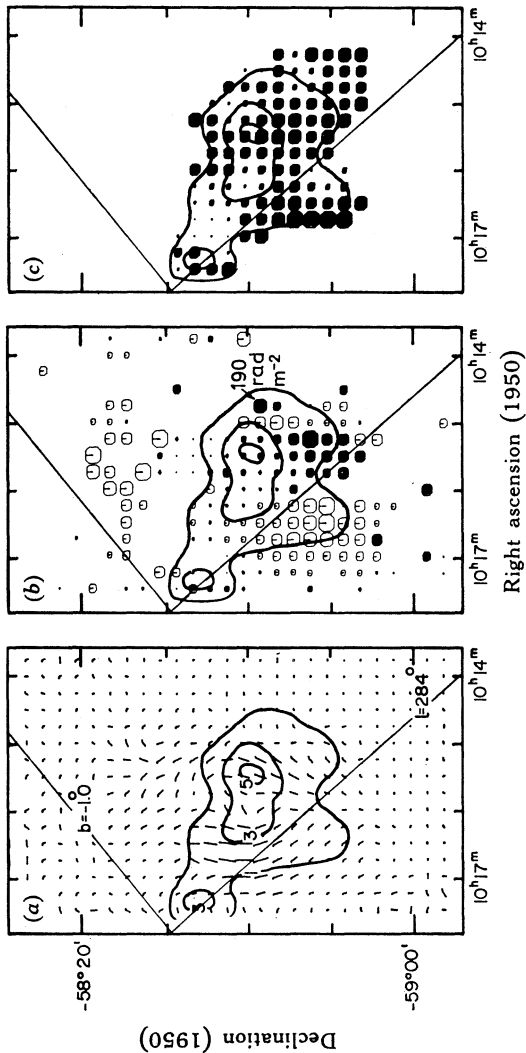 (a)
(b)
(c)
b=-1.0°
5
3
3
l=284°
190
rad
m⁻²
-58°20'
-59°00'
10ʰ17ᵐ
10ʰ14ᵐ
10ʰ17ᵐ
10ʰ14ᵐ
10ʰ17ᵐ
10ʰ14ᵐ
Declination (1950)
Right ascension (1950)